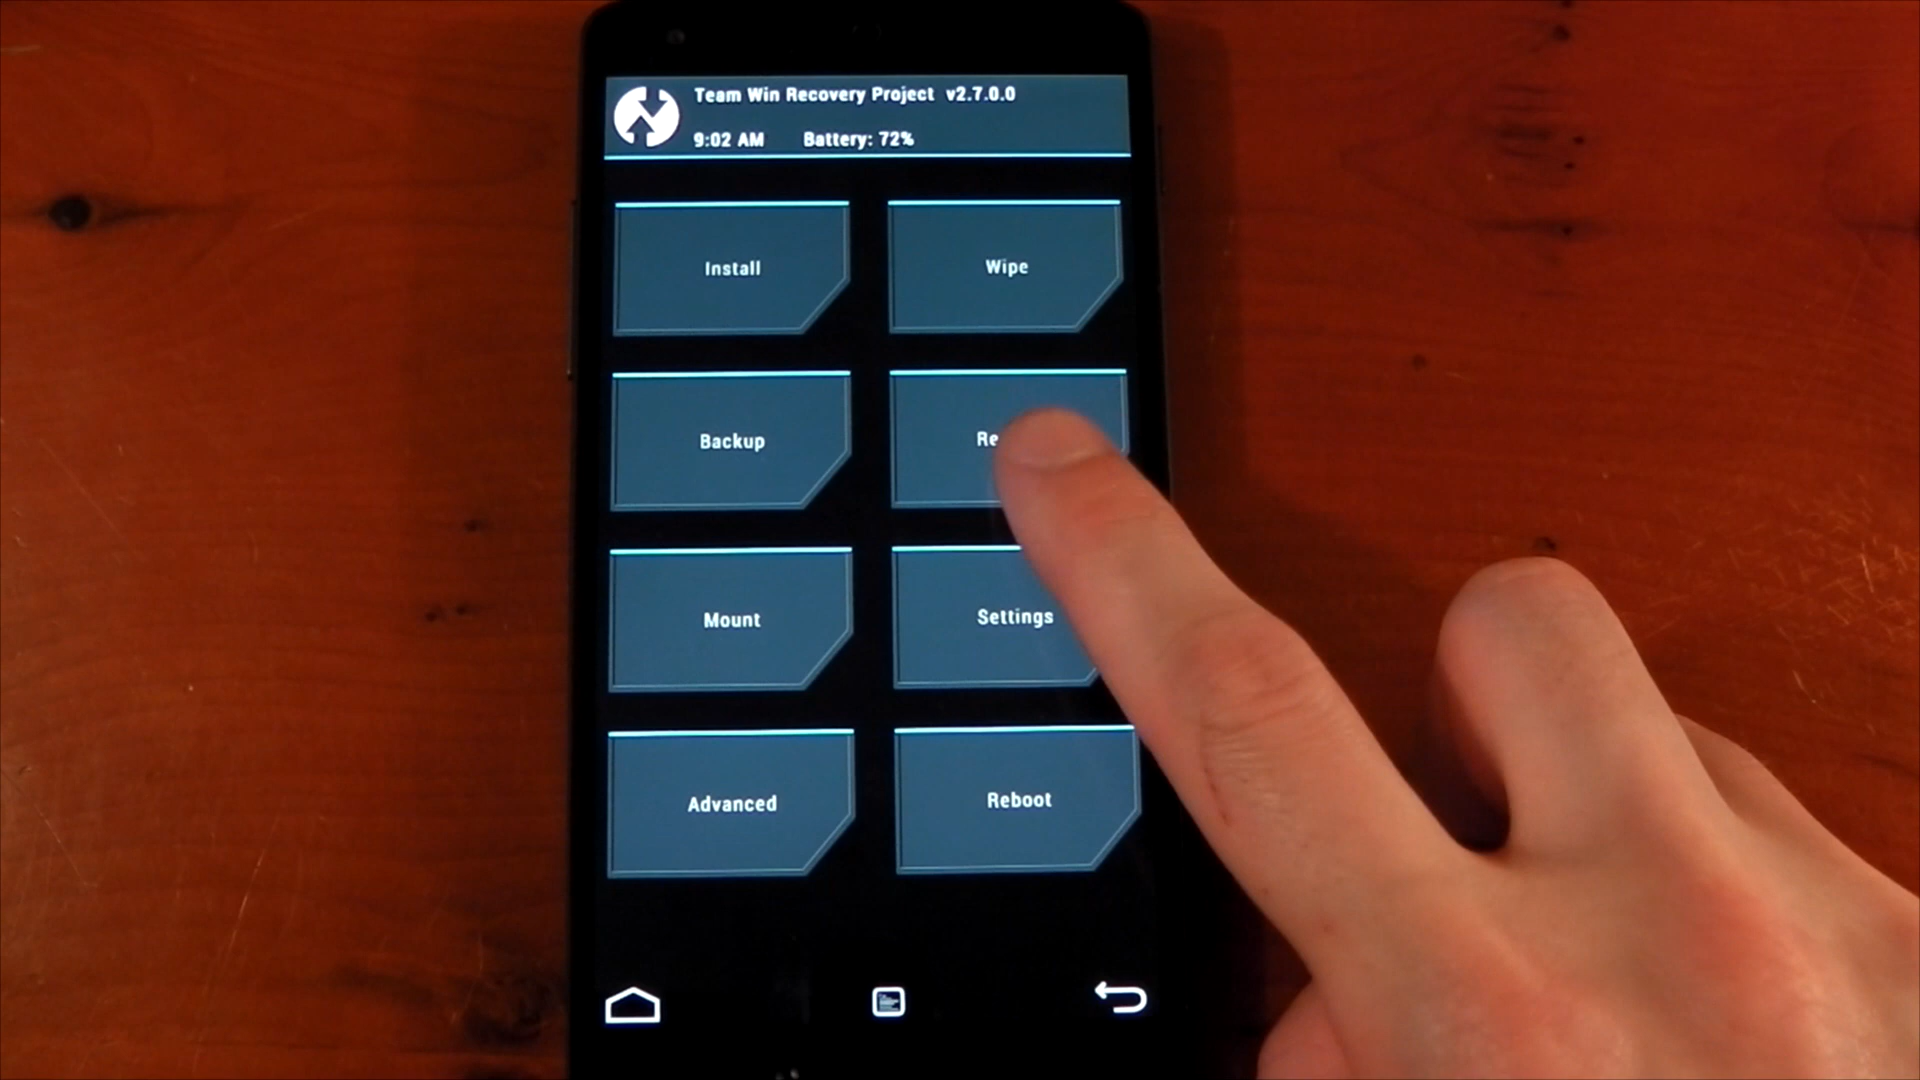 Team Win Recovery Project v2.7.0.0
9:02 AM Battery: 72%
Install
Wipe
Backup
Re
Mount
Settings
Advanced
Reboot